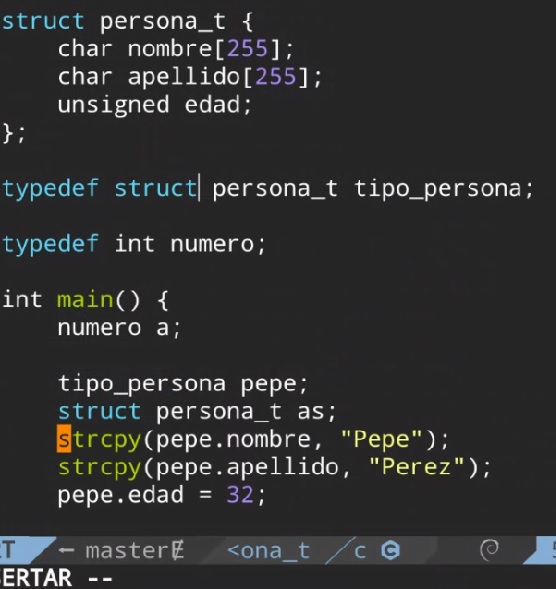 struct persona_t {
    char nombre[255];
    char apellido[255];
    unsigned edad;
};

typedef struct persona_t tipo_persona;

typedef int numero;

int main() {
    numero a;

    tipo_persona pepe;
    struct persona_t as;
    strcpy(pepe.nombre, "Pepe");
    strcpy(pepe.apellido, "Perez");
    pepe.edad = 32;

master <ona_t c
ERTAR --